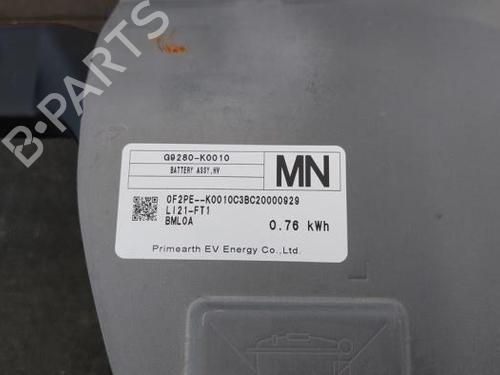 B-PARTS
G9280-K0010
BATTERY ASSY,HV
MN
0F2PE--K0010C3BC20000929
LI21-FT1
BML0A
0.76 kWh
Primearth EV Energy Co.,Ltd.